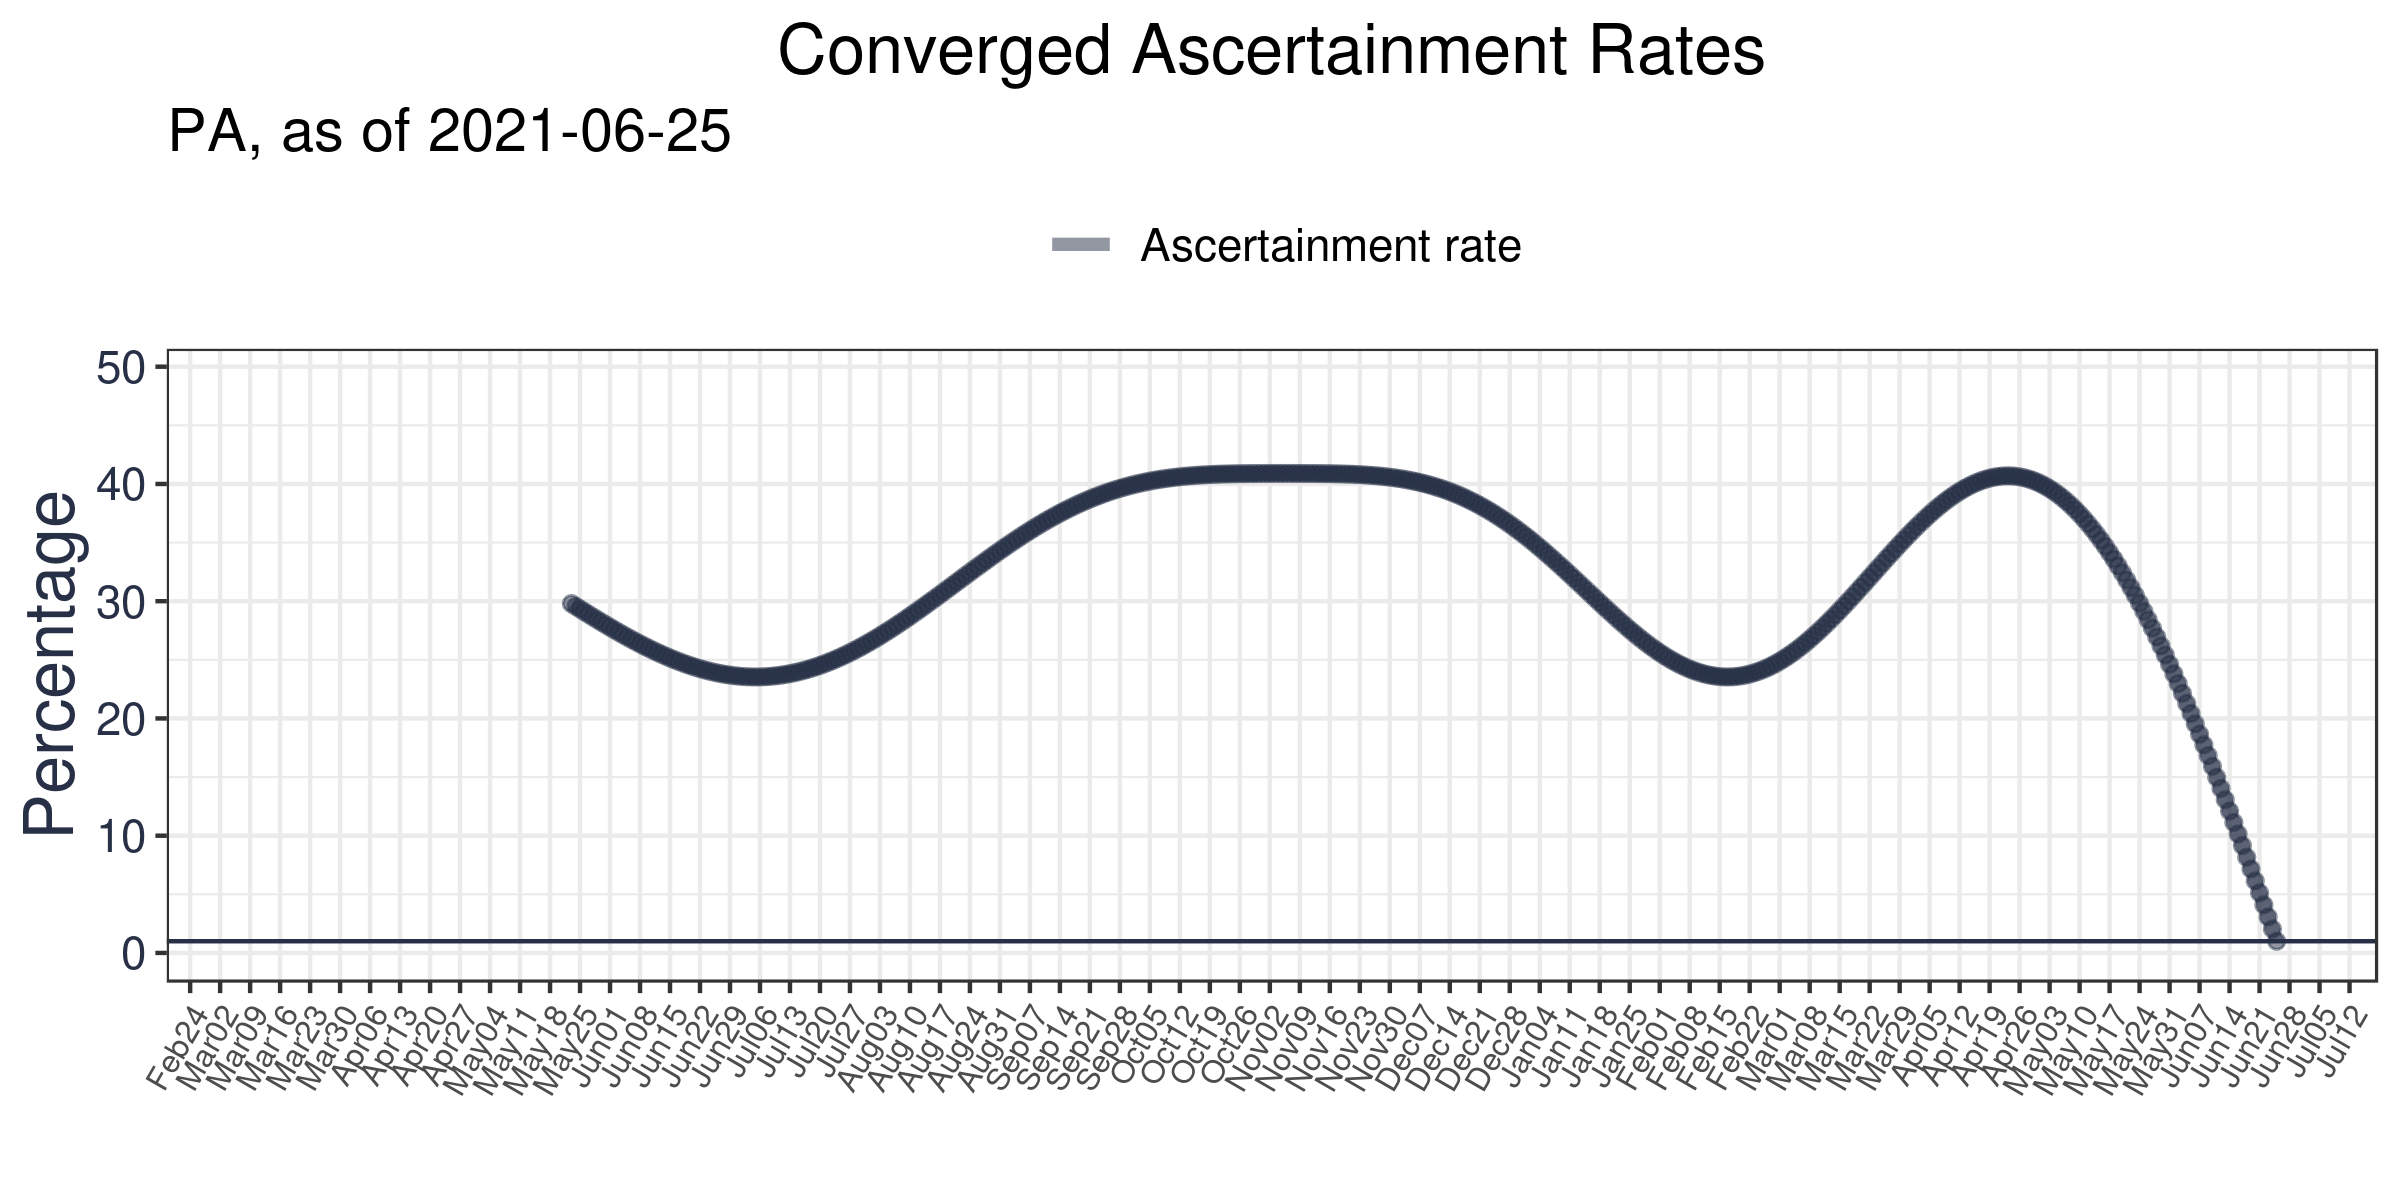 Converged Ascertainment Rates
PA, as of 2021-06-25
Ascertainment rate
Percentage
50
40
30
20
10
0
Feb24
Mar02
Mar09
Mar16
Mar23
Mar30
Apr06
Apr13
Apr20
Apr27
May04
May11
May18
May25
Jun01
Jun08
Jun15
Jun22
Jun29
Jul06
Jul13
Jul20
Jul27
Aug03
Aug10
Aug17
Aug24
Aug31
Sep07
Sep14
Sep21
Sep28
Oct05
Oct12
Oct19
Oct26
Nov02
Nov09
Nov16
Nov23
Nov30
Dec07
Dec14
Dec21
Dec28
Jan04
Jan11
Jan18
Jan25
Feb01
Feb08
Feb15
Feb22
Mar01
Mar08
Mar15
Mar22
Mar29
Apr05
Apr12
Apr19
Apr26
May03
May10
May17
May24
May31
Jun07
Jun14
Jun21
Jun28
Jul05
Jul12